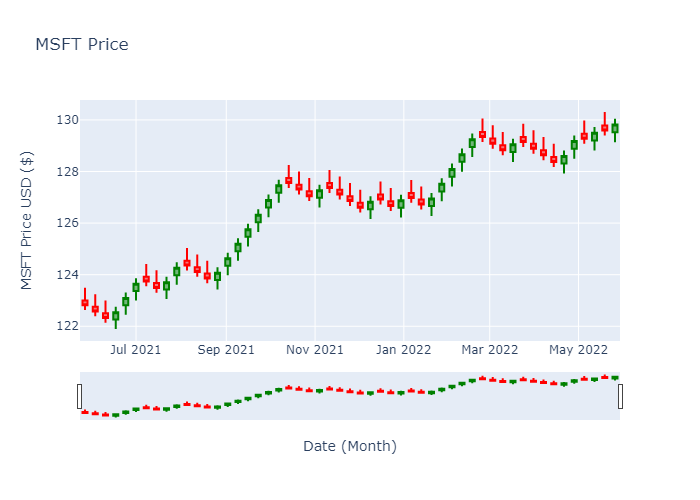 MSFT Price
MSFT Price USD ($)
130
128
126
124
122
Jul 2021 Sep 2021 Nov 2021 Jan 2022 Mar 2022 May 2022
Date (Month)